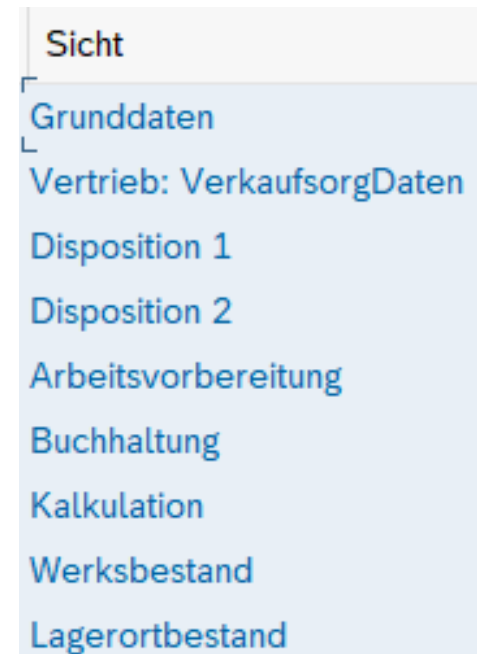 Sicht
Grunddaten
Vertrieb: VerkaufsorgDaten
Disposition 1
Disposition 2
Arbeitsvorbereitung
Buchhaltung
Kalkulation
Werksbestand
Lagerortbestand